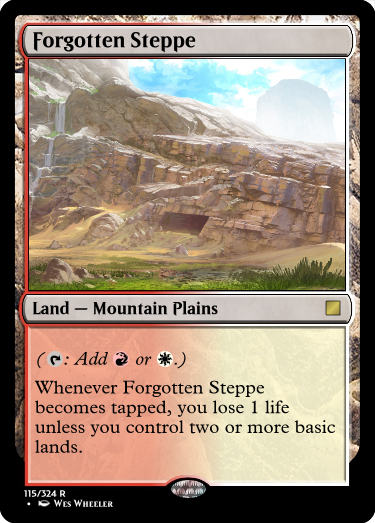 Forgotten Steppe
Land — Mountain Plains
( : Add or .)
Whenever Forgotten Steppe
becomes tapped, you lose 1 life
unless you control two or more basic
lands.
115/324 R
• Wes Wheeler